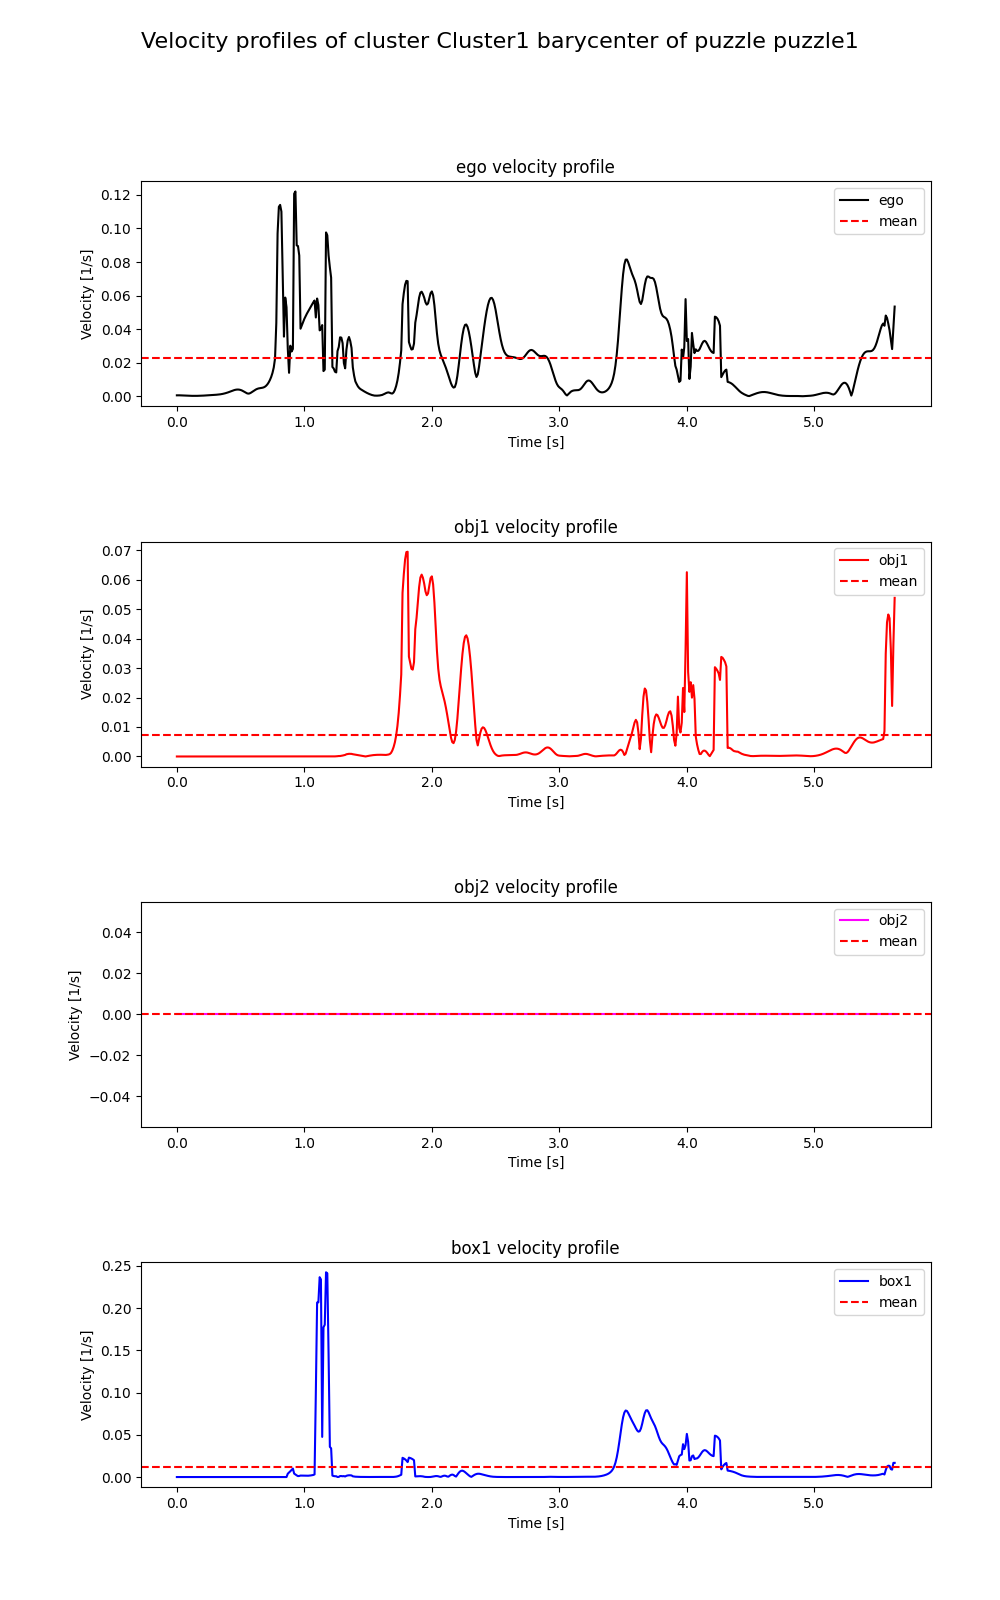 Velocity profiles of cluster Cluster1 barycenter of puzzle puzzle1
ego velocity profile
0.12
0.10
0.08
0.06
0.04
0.02
0.00
Velocity [1/s]
ego
mean
0.0 1.0 2.0 3.0 4.0 5.0
Time [s]
obj1 velocity profile
0.07
0.06
0.05
0.04
0.03
0.02
0.01
0.00
Velocity [1/s]
obj1
mean
0.0 1.0 2.0 3.0 4.0 5.0
Time [s]
obj2 velocity profile
0.04
0.02
0.00
−0.02
−0.04
Velocity [1/s]
obj2
mean
0.0 1.0 2.0 3.0 4.0 5.0
Time [s]
box1 velocity profile
0.25
0.20
0.15
0.10
0.05
0.00
Velocity [1/s]
box1
mean
0.0 1.0 2.0 3.0 4.0 5.0
Time [s]